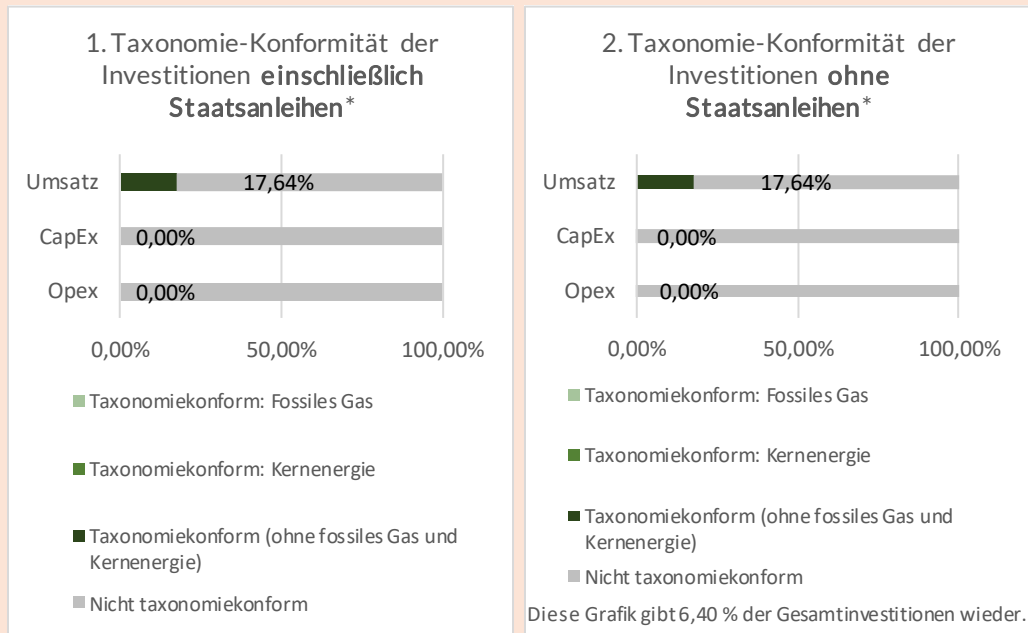 1. Taxonomie-Konformität der
Investitionen einschließlich
Staatsanleihen*
Umsatz
17,64%
CapEx
0,00%
Opex
0,00%
0,00%
50,00%
100,00%
Taxonomiekonform: Fossiles Gas
Taxonomiekonform: Kernenergie
Taxonomiekonform (ohne fossiles Gas und
Kernenergie)
Nicht taxonomiekonform
2. Taxonomie-Konformität der
Investitionen ohne
Staatsanleihen*
Umsatz
17,64%
CapEx
0,00%
Opex
0,00%
0,00%
50,00%
100,00%
Taxonomiekonform: Fossiles Gas
Taxonomiekonform: Kernenergie
Taxonomiekonform (ohne fossiles Gas und
Kernenergie)
Nicht taxonomiekonform
Diese Grafik gibt 6,40 % der Gesamtinvestitionen wieder.